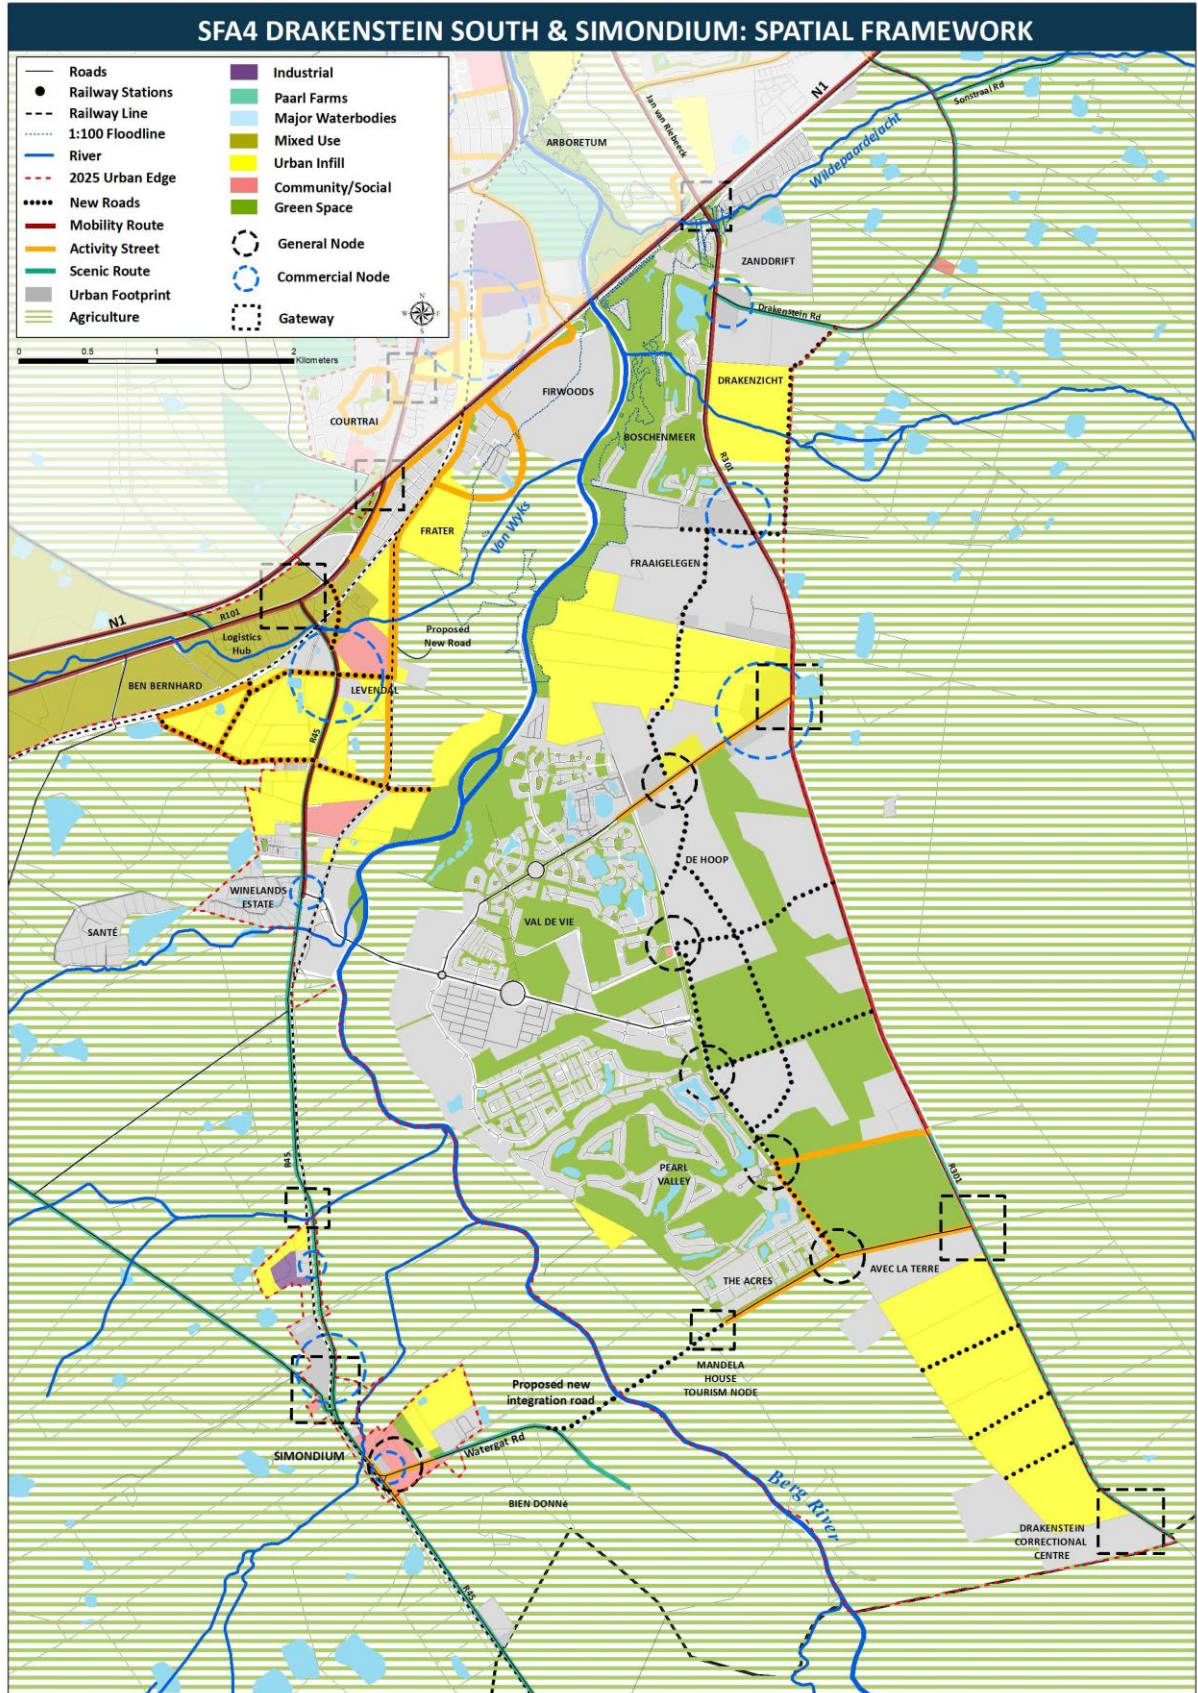 SFA4 DRAKENSTEIN SOUTH & SIMONDIUM: SPATIAL FRAMEWORK
Roads
Railway Stations
Railway Line
1:100 Floodline
River
2025 Urban Edge
New Roads
Mobility Route
Activity Street
Scenic Route
Urban Footprint
Agriculture
Industrial
Paarl Farms
Major Waterbodies
Mixed Use
Urban Infill
Community/Social
Green Space
General Node
Commercial Node
Gateway
N
W
E
S
0
0.5
1
2
Kilometers
Jan van Riebeeck
N1
Sonstraal Rd
ARBORETUM
Wildepaardejacht
ZANDDRIFT
Drakenstein Rd
DRAKENZICHT
FIRWOODS
COURTRAI
BOSCHENMEER
R301
FRATER
Van Wyks
FRAAIGELEGEN
N1
R101
Logistics
Hub
Proposed
New Road
BEN BERNHARD
LEVENDAL
R45
DE HOOP
WINELANDS
ESTATE
SANTÉ
VAL DE VIE
R45
PEARL
VALLEY
R301
THE ACRES
AVEC LA TERRE
MANDELA
HOUSE
TOURISM NODE
Proposed new
integration road
SIMONDIUM
Watergat Rd
BIEN DONNé
Berg River
DRAKENSTEIN
CORRECTIONAL
CENTRE
R45